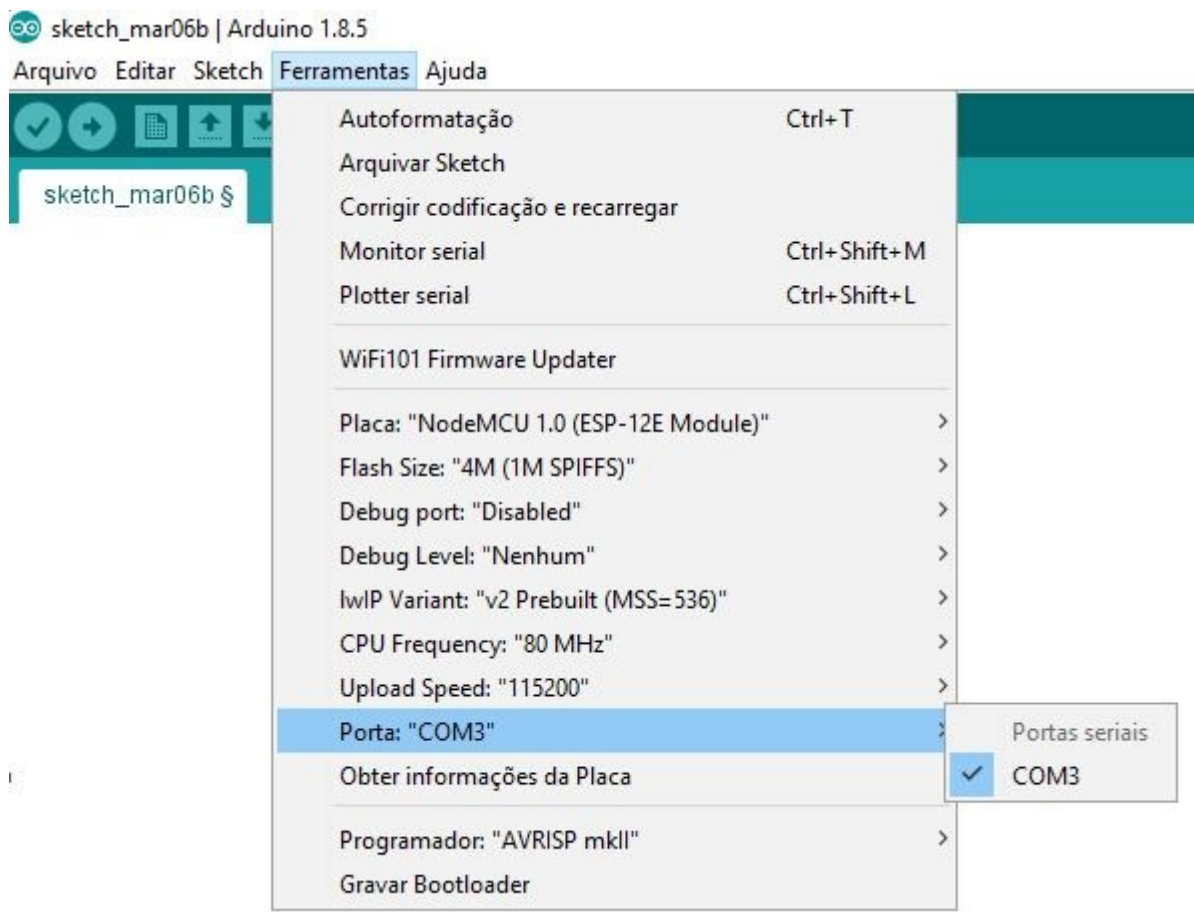 sketch_mar06b | Arduino 1.8.5
Arquivo Editar Sketch Ferramentas Ajuda
sketch_mar06b §
Autoformatação Ctrl+T
Arquivar Sketch
Corrigir codificação e recarregar
Monitor serial Ctrl+Shift+M
Plotter serial Ctrl+Shift+L
WiFi101 Firmware Updater
Placa: "NodeMCU 1.0 (ESP-12E Module)"
Flash Size: "4M (1M SPIFFS)"
Debug port: "Disabled"
Debug Level: "Nenhum"
lwIP Variant: "v2 Prebuilt (MSS=536)"
CPU Frequency: "80 MHz"
Upload Speed: "115200"
Porta: "COM3"
Portas seriais
COM3
Obter informações da Placa
Programador: "AVRISP mkII"
Gravar Bootloader